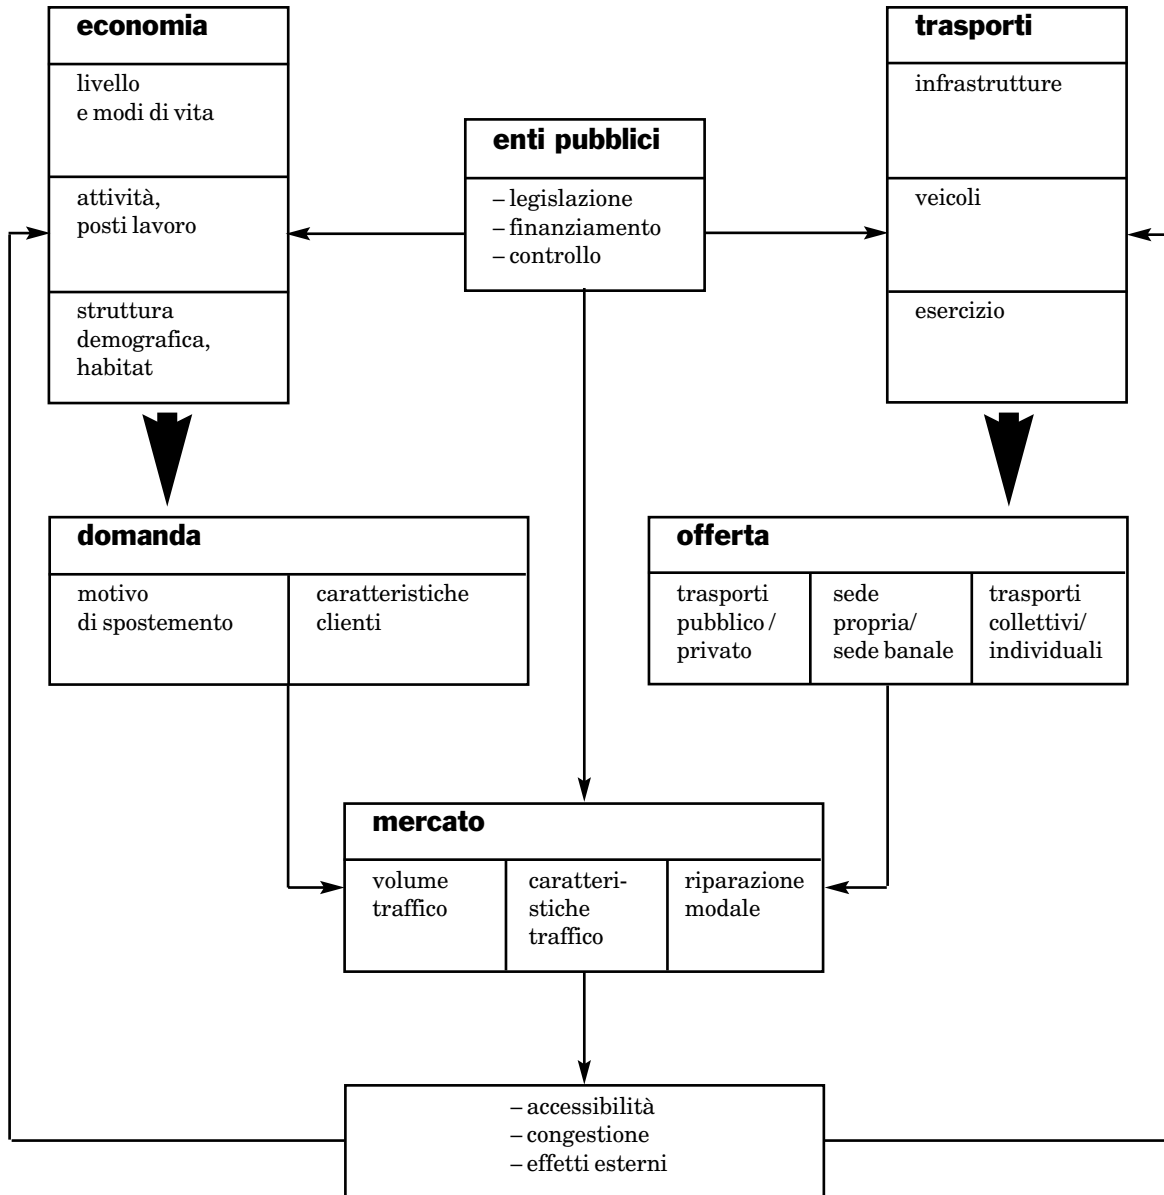 economia
livello
e modi di vita
attività,
posti lavoro
struttura
demografica,
habitat
enti pubblici
– legislazione
– finanziamento
– controllo
trasporti
infrastrutture
veicoli
esercizio
domanda
motivo
di spostemento
caratteristiche
clienti
offerta
trasporti
pubblico /
privato
sede
propria/
sede banale
trasporti
collettivi/
individuali
mercato
volume
traffico
caratteri-
stiche
traffico
riparazione
modale
– accessibilità
– congestione
– effetti esterni